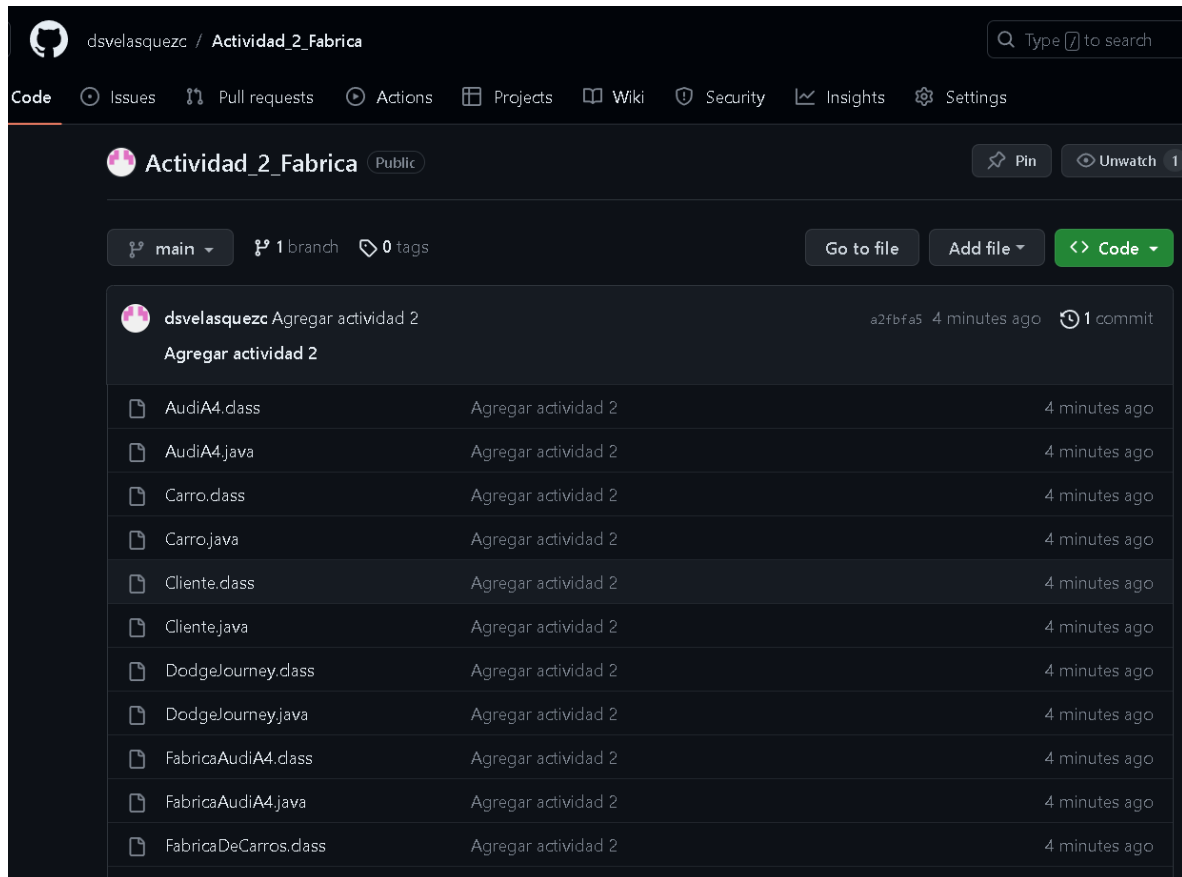 dsvelasquezc / Actividad_2_Fabrica
Type / to search
Code Issues Pull requests Actions Projects Wiki Security Insights Settings
Actividad_2_Fabrica Public Pin Unwatch 1
main 1 branch 0 tags Go to file Add file <> Code
dsvelasquezc Agregar actividad 2 a2fbfa5 4 minutes ago 1 commit
Agregar actividad 2
AudiA4.class Agregar actividad 2 4 minutes ago
AudiA4.java Agregar actividad 2 4 minutes ago
Carro.class Agregar actividad 2 4 minutes ago
Carro.java Agregar actividad 2 4 minutes ago
Cliente.class Agregar actividad 2 4 minutes ago
Cliente.java Agregar actividad 2 4 minutes ago
DodgeJourney.class Agregar actividad 2 4 minutes ago
DodgeJourney.java Agregar actividad 2 4 minutes ago
FabricaAudiA4.class Agregar actividad 2 4 minutes ago
FabricaAudiA4.java Agregar actividad 2 4 minutes ago
FabricaDeCarros.class Agregar actividad 2 4 minutes ago